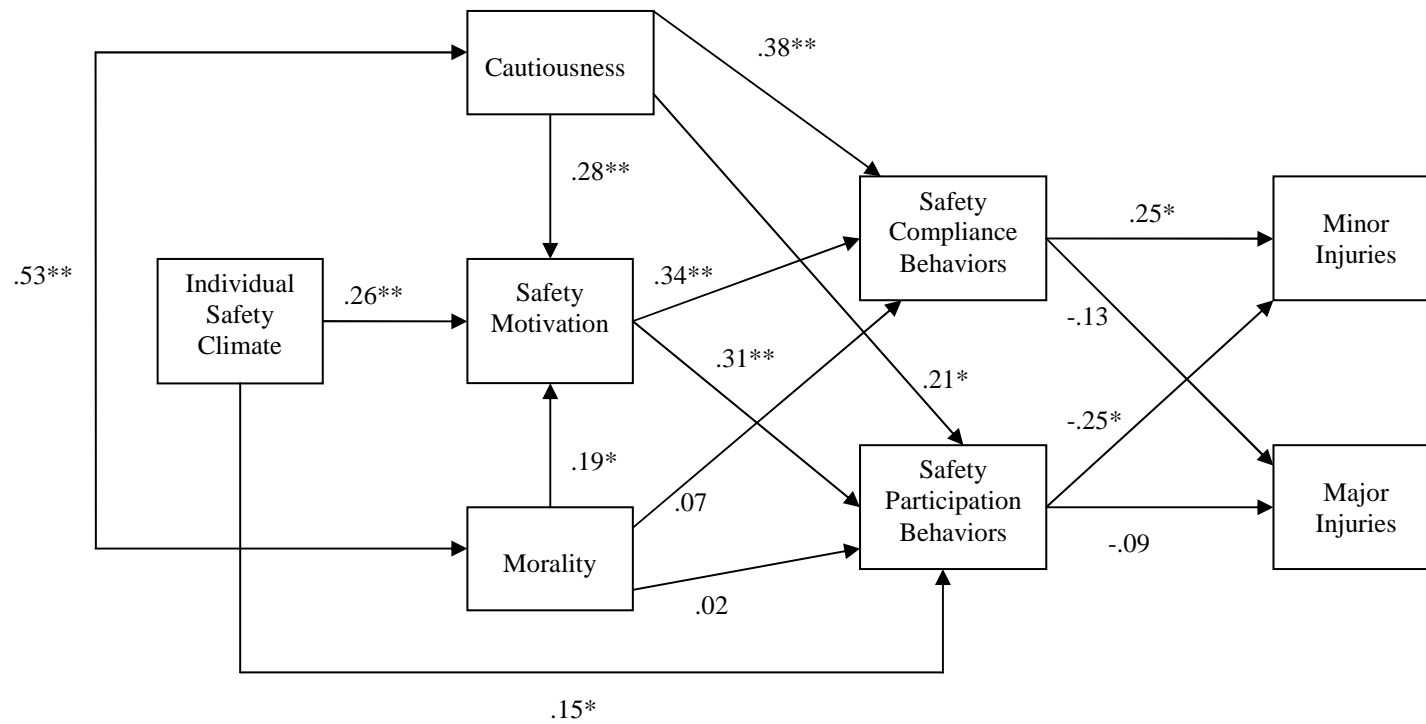 .38**
Cautiousness
.28**
Safety
Compliance
Behaviors
.25*
Minor
Injuries
.53**
Individual
Safety
Climate
.26**
Safety
Motivation
.34**
-.13
.31**
.21*
-.25*
.19*
.07
Safety
Participation
Behaviors
Major
Injuries
-.09
Morality
.02
.15*